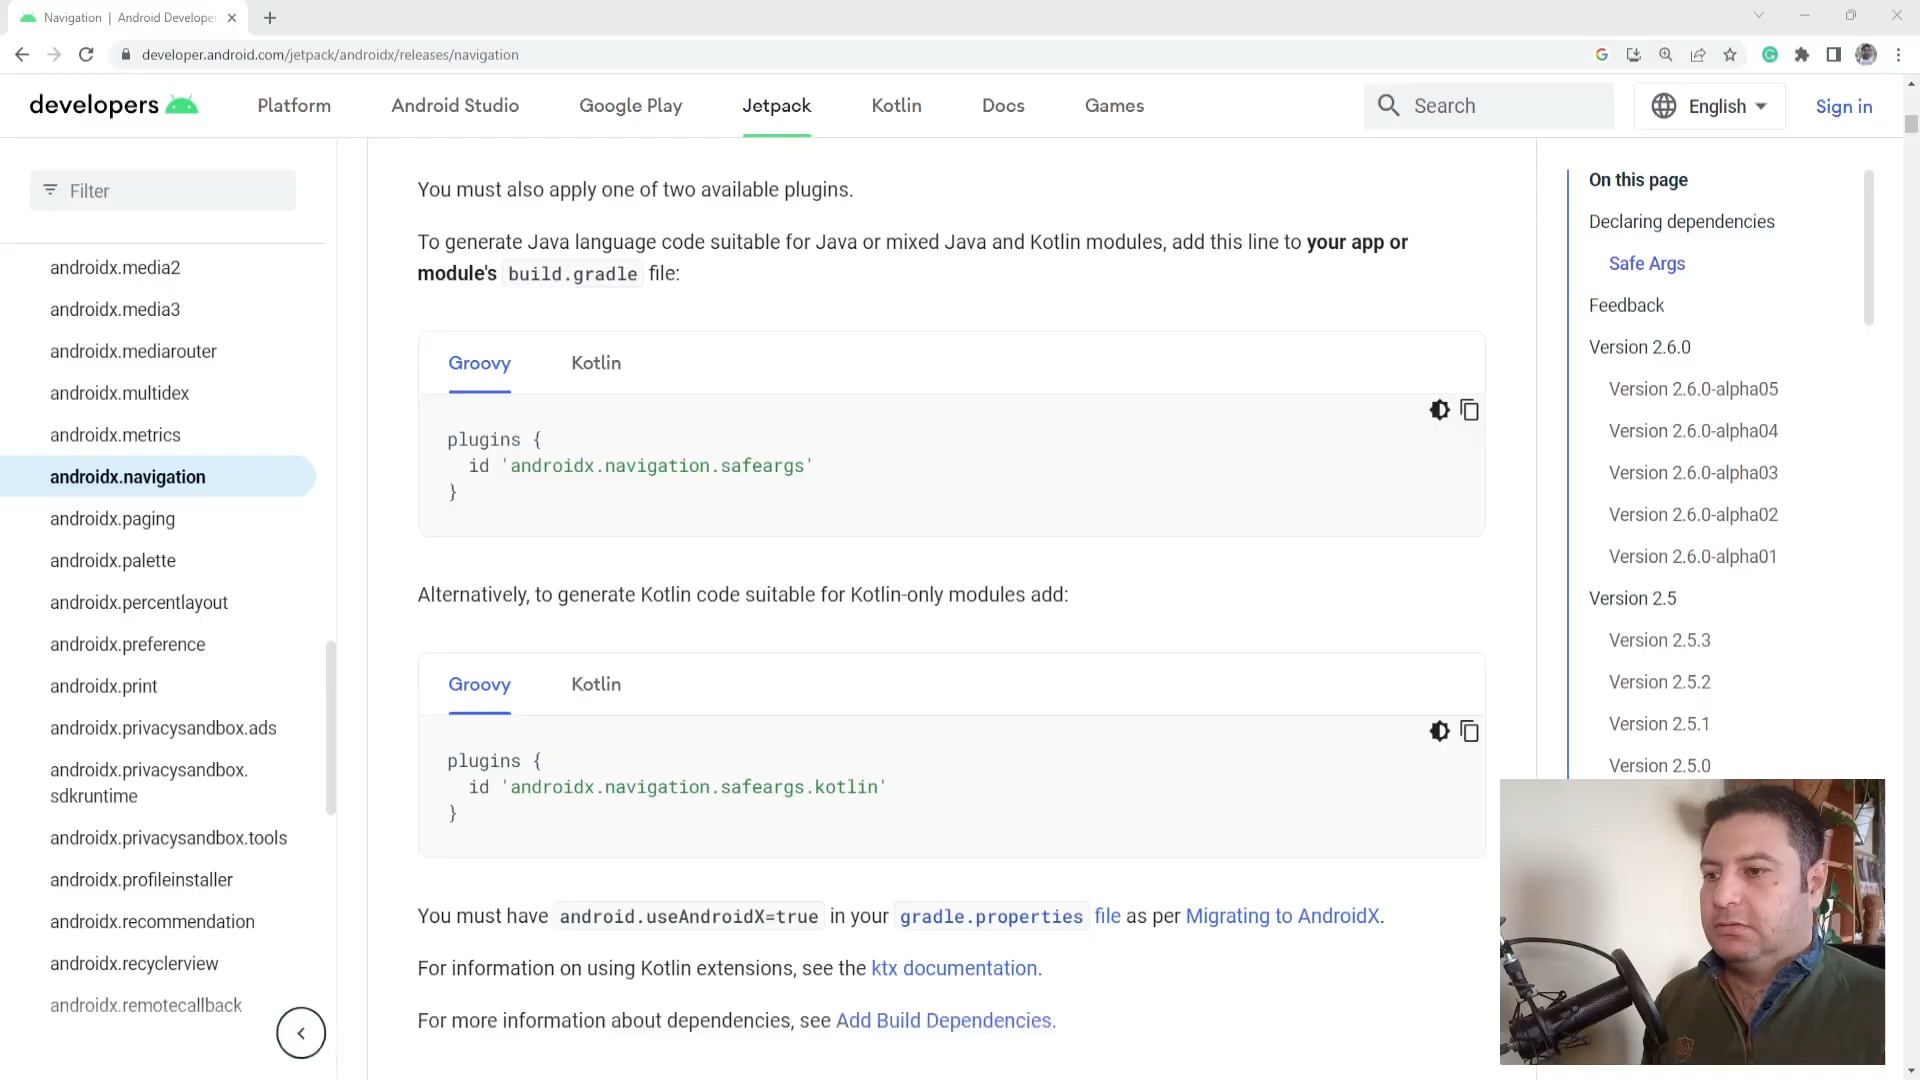 Navigation | Android Developer
developer.android.com/jetpack/androidx/releases/navigation
developers
Platform
Android Studio
Google Play
Jetpack
Kotlin
Docs
Games
Search
English
Sign in
Filter
androidx.media2
androidx.media3
androidx.mediarouter
androidx.multidex
androidx.metrics
androidx.navigation
androidx.paging
androidx.palette
androidx.percentlayout
androidx.preference
androidx.print
androidx.privacysandbox.ads
androidx.privacysandbox.
sdkruntime
androidx.privacysandbox.tools
androidx.profileinstaller
androidx.recommendation
androidx.recyclerview
androidx.remotecallback
You must also apply one of two available plugins.
To generate Java language code suitable for Java or mixed Java and Kotlin modules, add this line to your app or
module's build.gradle file:
Groovy
Kotlin
plugins {
id 'androidx.navigation.safeargs'
}
Alternatively, to generate Kotlin code suitable for Kotlin-only modules add:
Groovy
Kotlin
plugins {
id 'androidx.navigation.safeargs.kotlin'
}
You must have android.useAndroidX=true in your gradle.properties file as per Migrating to AndroidX.
For information on using Kotlin extensions, see the ktx documentation.
For more information about dependencies, see Add Build Dependencies.
On this page
Declaring dependencies
Safe Args
Feedback
Version 2.6.0
Version 2.6.0-alpha05
Version 2.6.0-alpha04
Version 2.6.0-alpha03
Version 2.6.0-alpha02
Version 2.6.0-alpha01
Version 2.5
Version 2.5.3
Version 2.5.2
Version 2.5.1
Version 2.5.0